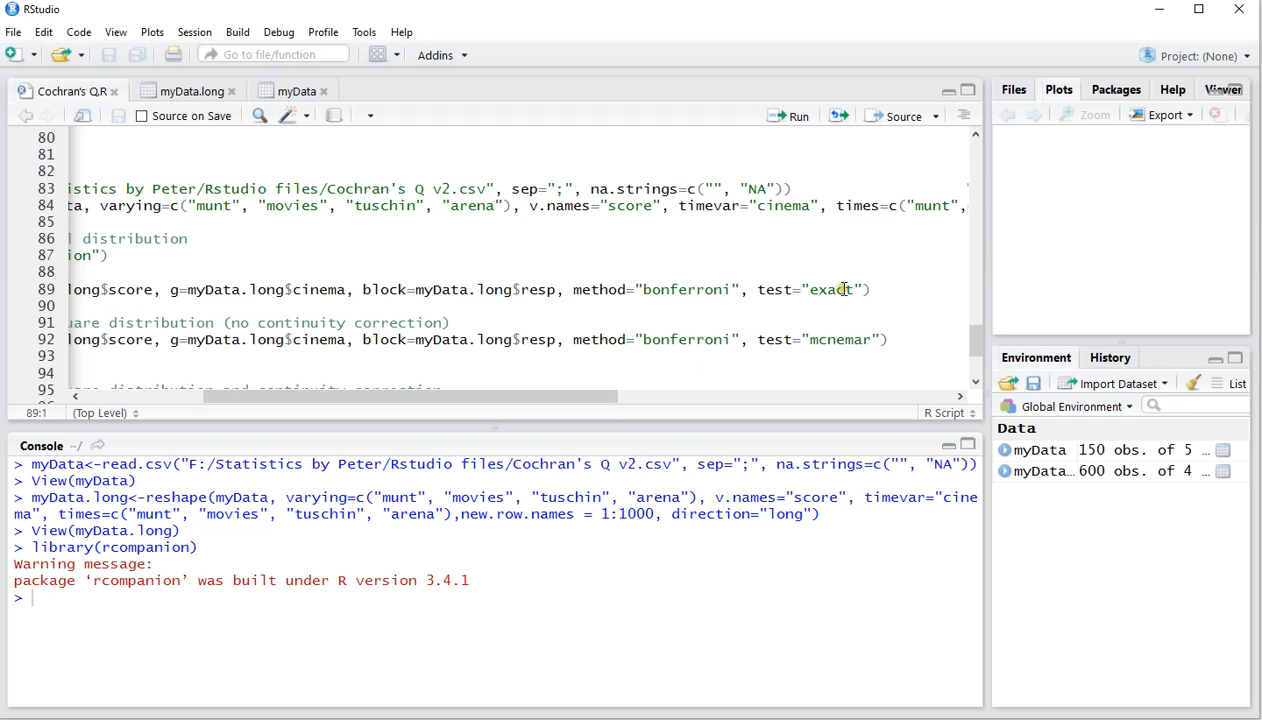 RStudio
File Edit Code View Plots Session Build Debug Profile Tools Help
Go to file/function Addins Project: (None)
Cochran's Q.R myData.long myData
Source on Save Run Source
80
81
82
83 istics by Peter/Rstudio files/Cochran's Q v2.csv", sep=";", na.strings=c("", "NA"))
84 ta, varying=c("munt", "movies", "tuschin", "arena"), v.names="score", timevar="cinema", times=c("munt",
85
86 l distribution
87 ion")
88
89 long$score, g=myData.long$cinema, block=myData.long$resp, method="bonferroni", test="exact")
90
91 uare distribution (no continuity correction)
92 long$score, g=myData.long$cinema, block=myData.long$resp, method="bonferroni", test="mcnemar")
93
94
95
89:1 (Top Level) R Script
Console ~/
> myData<-read.csv("F:/Statistics by Peter/Rstudio files/Cochran's Q v2.csv", sep=";", na.strings=c("", "NA"))
> View(myData)
> myData.long<-reshape(myData, varying=c("munt", "movies", "tuschin", "arena"), v.names="score", timevar="cine
ma", times=c("munt", "movies", "tuschin", "arena"),new.row.names = 1:1000, direction="long")
> View(myData.long)
> library(rcompanion)
Warning message:
package ‘rcompanion’ was built under R version 3.4.1
>
Files Plots Packages Help Viewer
Zoom Export
Environment History
Import Dataset List
Global Environment
Data
myData 150 obs. of 5 ...
myData... 600 obs. of 4 ...